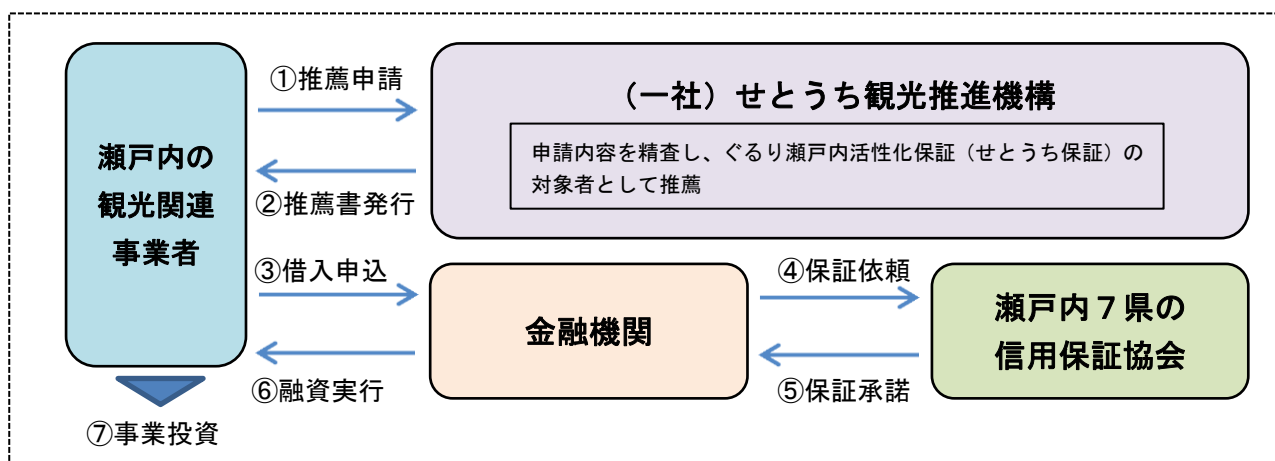 ①推薦申請
(一社)せとうち観光推進機構
申請内容を精査し、ぐるり瀬戸内活性化保証(せとうち保証)の
対象者として推薦
瀬戸内の
観光関連
事業者
②推薦書発行
③借入申込
④保証依頼
金融機関
瀬戸内7県の
信用保証協会
⑥融資実行
⑤保証承諾
⑦事業投資